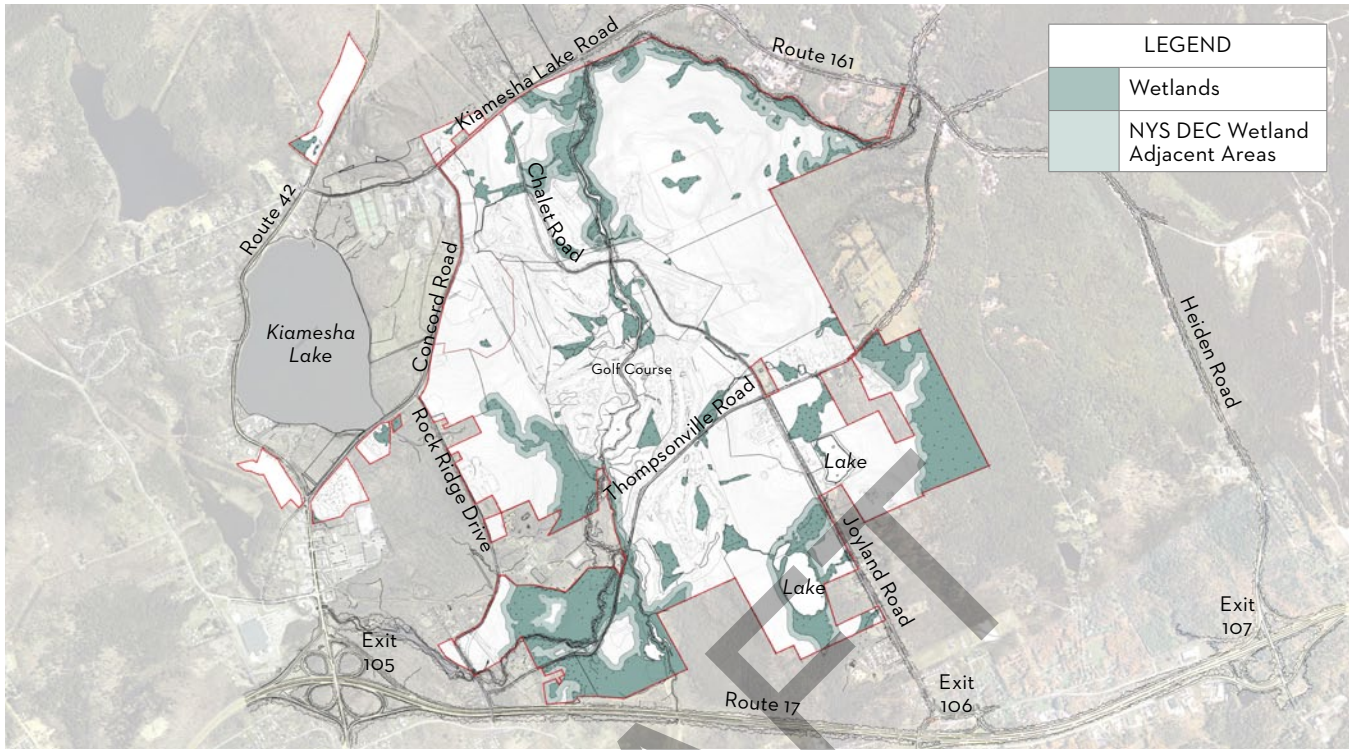 LEGEND
Wetlands
NYS DEC Wetland
Adjacent Areas
Route 161
Kiamesha Lake Road
Route 42
Chalet Road
Concord Road
Kiamesha
Lake
Heiden Road
Golf Course
Rock Ridge Drive
Thompsonville Road
Lake
Joyland Road
Lake
Exit
105
Exit
107
Exit
106
Route 17